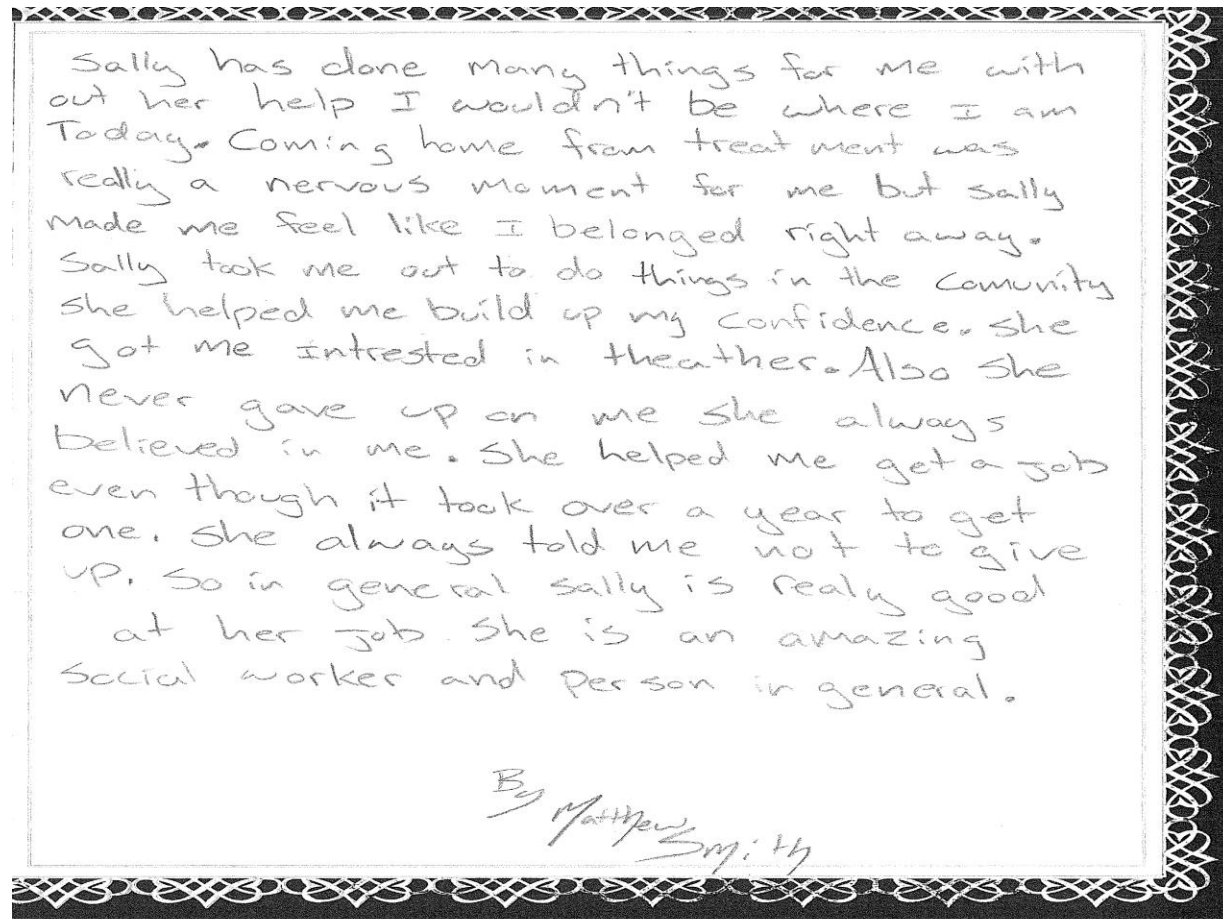 Sally has done many things for me with
out her help I wouldn't be where I am
Today. Coming home from treat ment was
really a nervous moment for me but sally
made me feel like I belonged right away.
Sally took me out to do things in the Comunity
she helped me build up my confidence. she
got me Intrested in theather. Also she
never gave up on me she always
believed in me. She helped me get a job
even though it took over a year to get
one. She always told me not to give
up. So in general sally is realy good
at her job she is an amazing
social worker and person in general.
By Matthew Smith